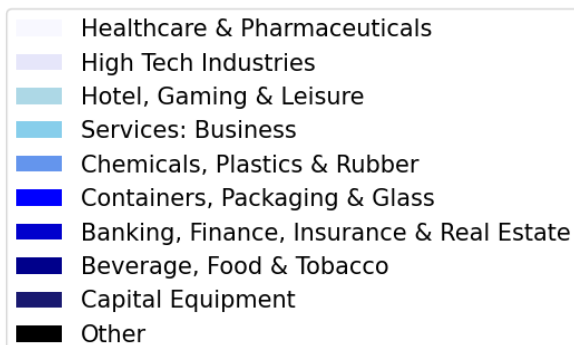 Healthcare & Pharmaceuticals
High Tech Industries
Hotel, Gaming & Leisure
Services: Business
Chemicals, Plastics & Rubber
Containers, Packaging & Glass
Banking, Finance, Insurance & Real Estate
Beverage, Food & Tobacco
Capital Equipment
Other